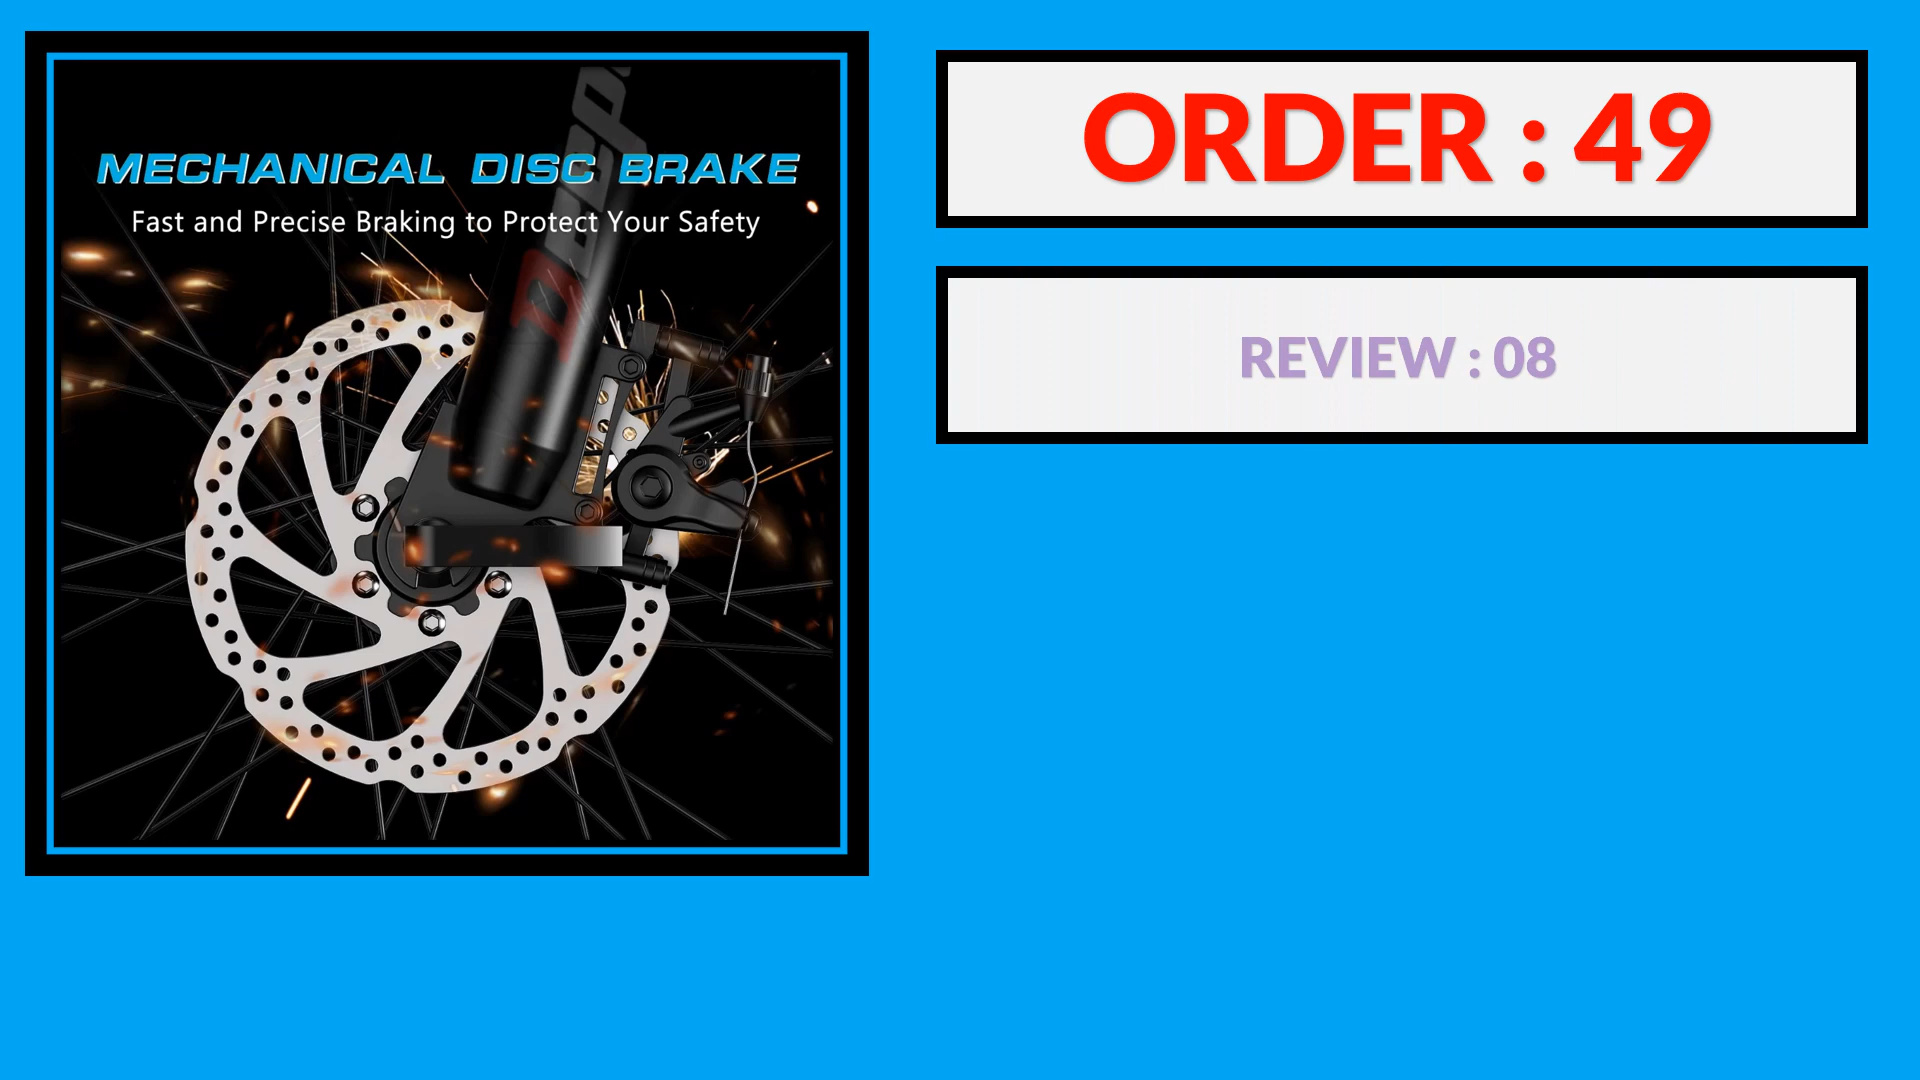 MECHANICAL DISC BRAKE
Fast and Precise Braking to Protect Your Safety
ORDER : 49
REVIEW : 08